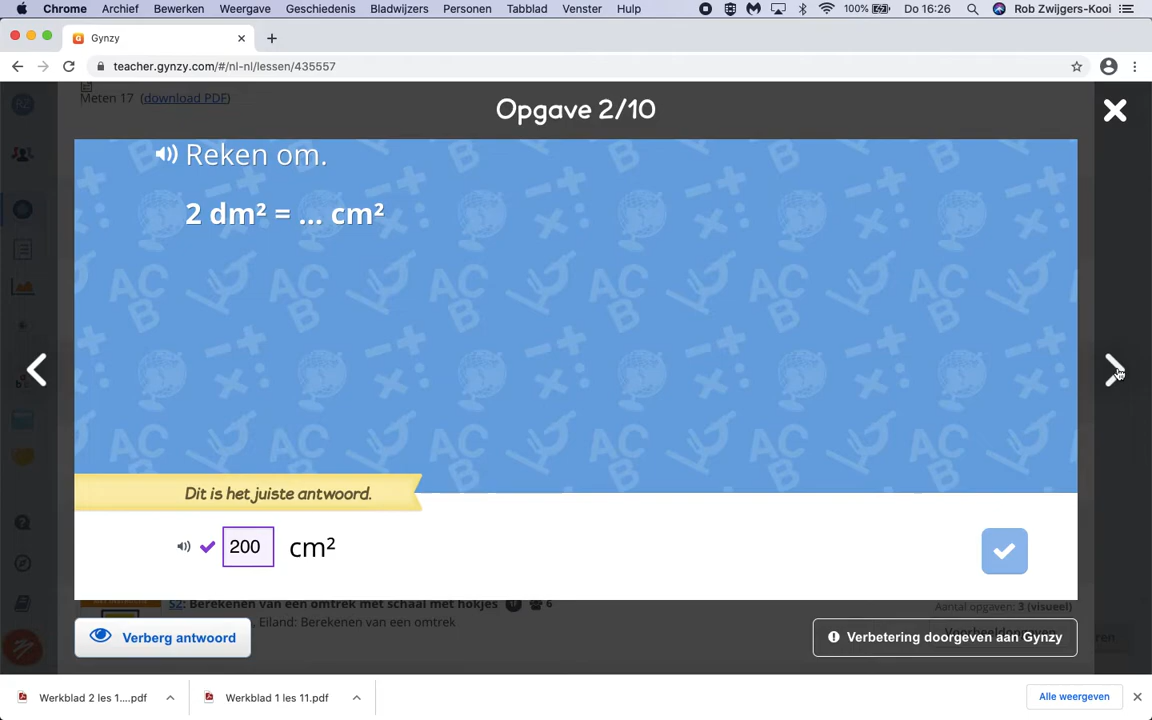 Chrome Archief Bewerken Weergave Geschiedenis Bladwijzers Personen Tabblad Venster Hulp 100% Do 16:26 Rob Zwijgers-Kooi
Gynzy
teacher.gynzy.com/#/nl-nl/lessen/435557
Meten 17 (download PDF)
Opgave 2/10
Reken om.
2 dm² = ... cm²
Dit is het juiste antwoord.
200 cm²
S2: Berekenen van een omtrek met schaal met hokjes 6
Aantal opgaven: 3 (visueel)
, Eiland: Berekenen van een omtrek
Verberg antwoord
Verbetering doorgeven aan Gynzy
Werkblad 2 les 1....pdf
Werkblad 1 les 11.pdf
Alle weergeven